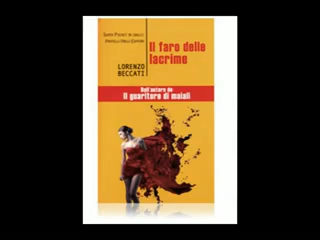 Il faro delle
lacrime
LORENZO
BECCATI
Dall'autore de
Il guaritore di maiali